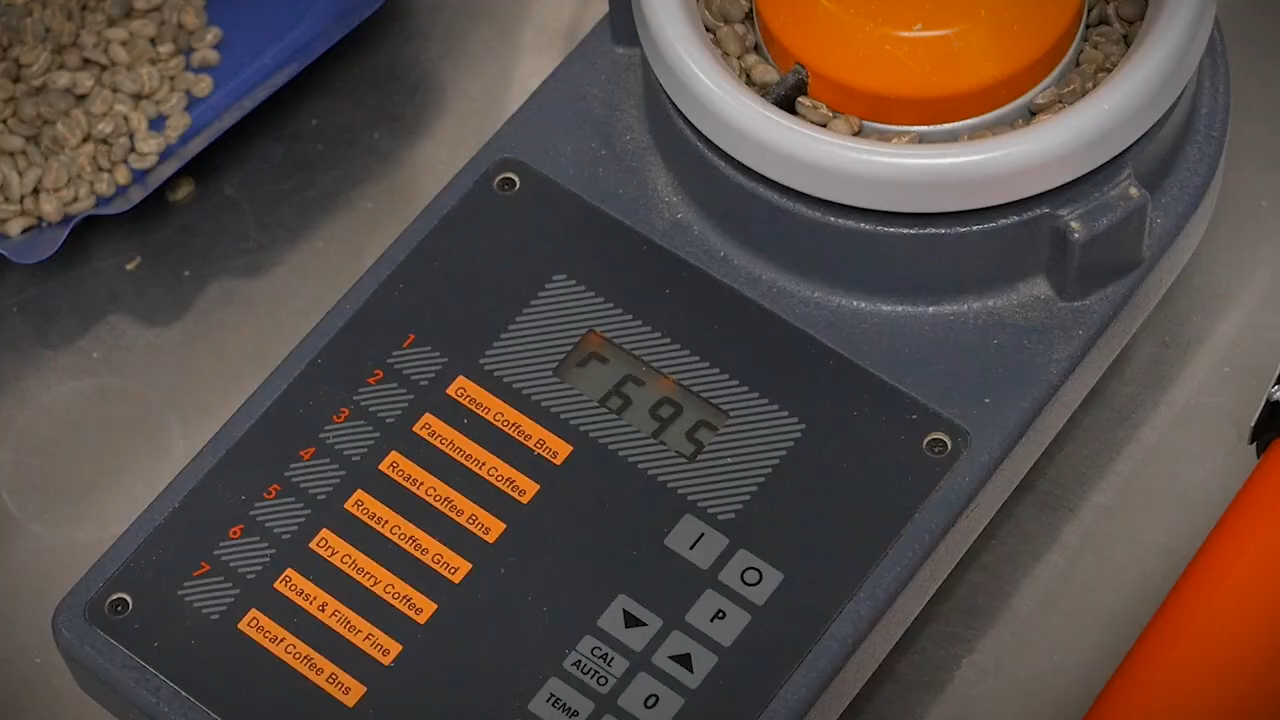 r 695
1 Green Coffee Bns
2 Parchment Coffee
3 Roast Coffee Bns
4 Roast Coffee Gnd
5 Dry Cherry Coffee
6 Roast & Filter Fine
7 Decaf Coffee Bns
P
CAL
AUTO
0
TEMP